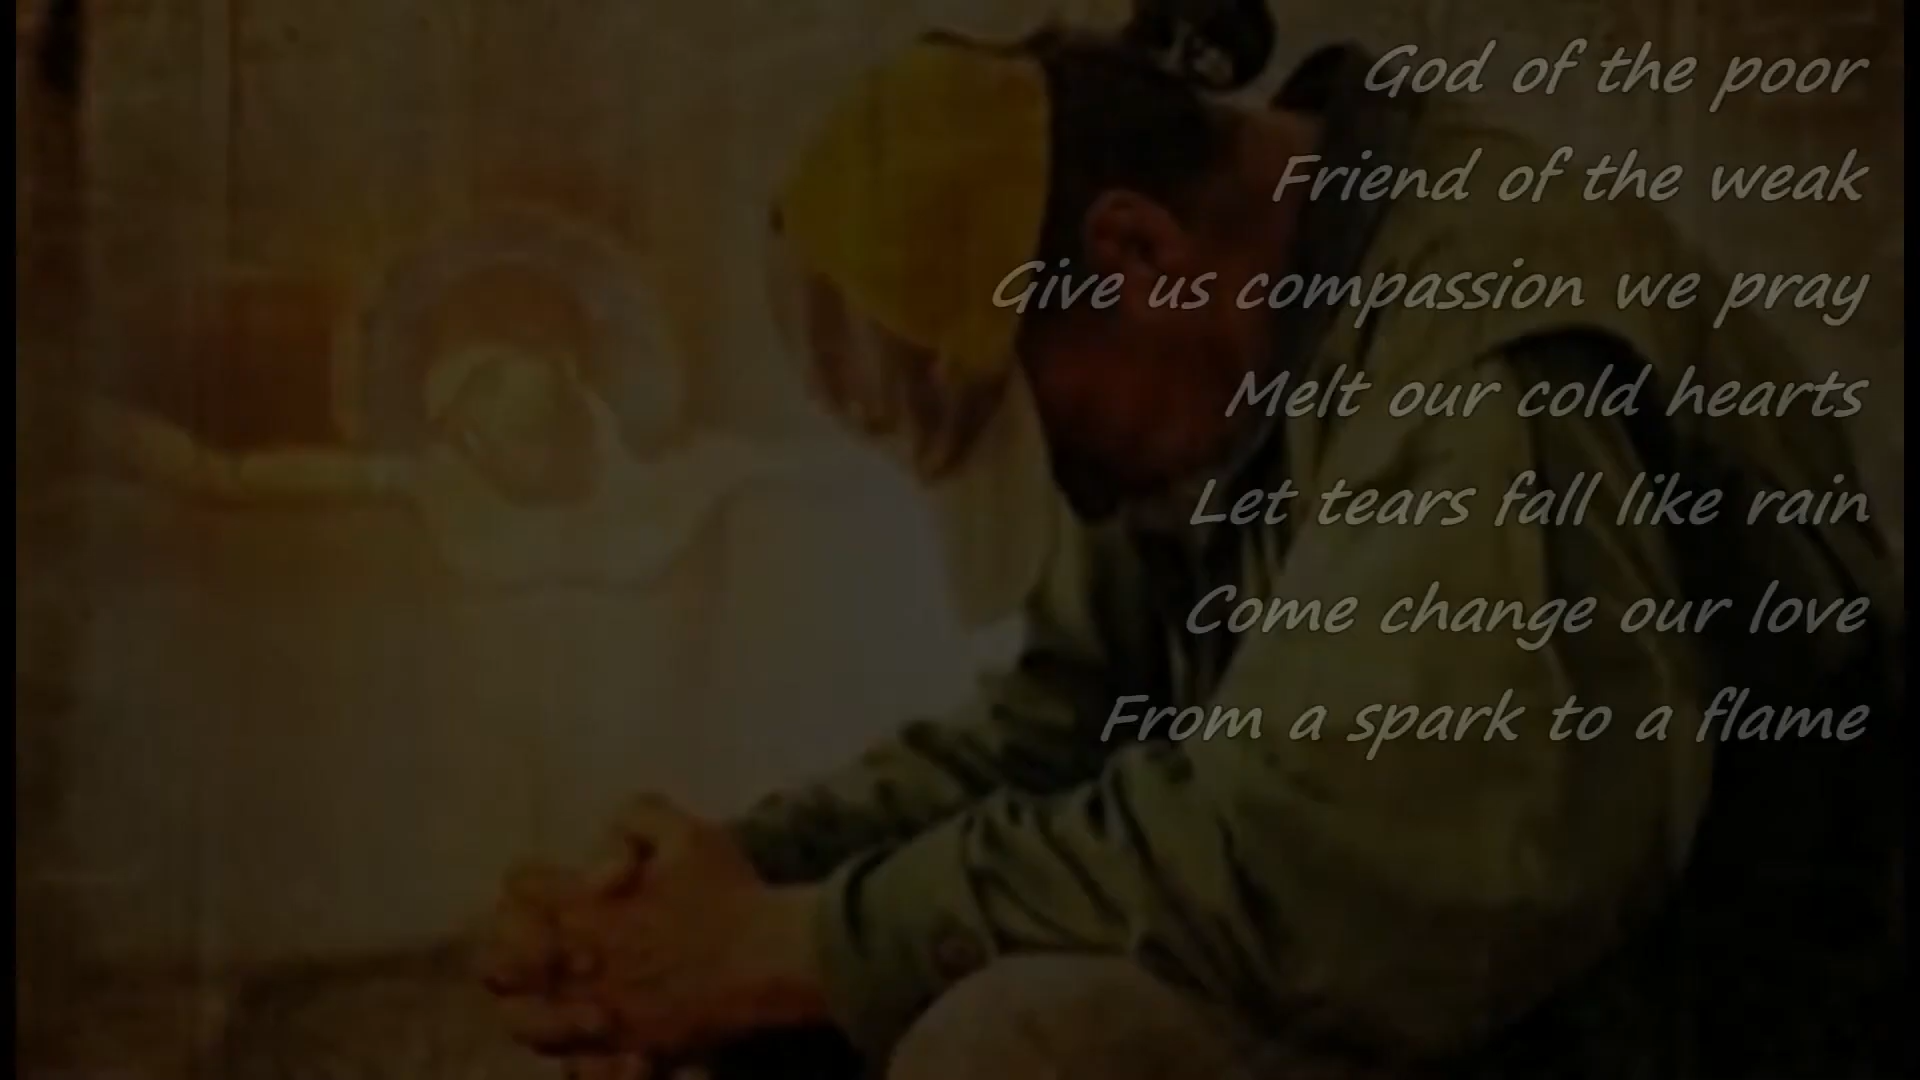 God of the poor
Friend of the weak
Give us compassion we pray
Melt our cold hearts
Let tears fall like rain
Come change our love
From a spark to a flame